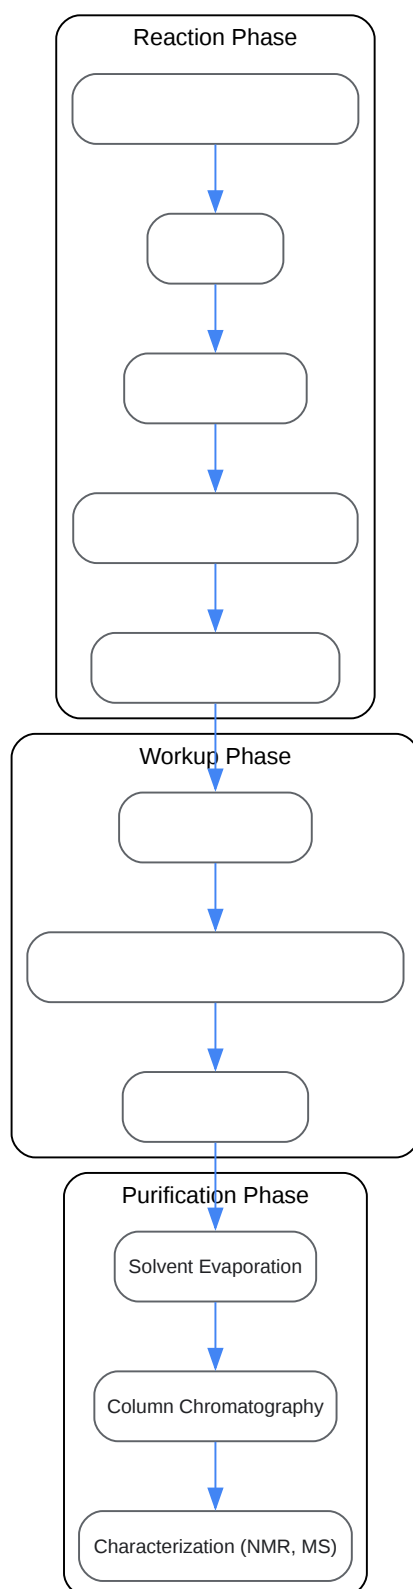 Reaction Phase
Workup Phase
Purification Phase
Solvent Evaporation
Column Chromatography
Characterization (NMR, MS)